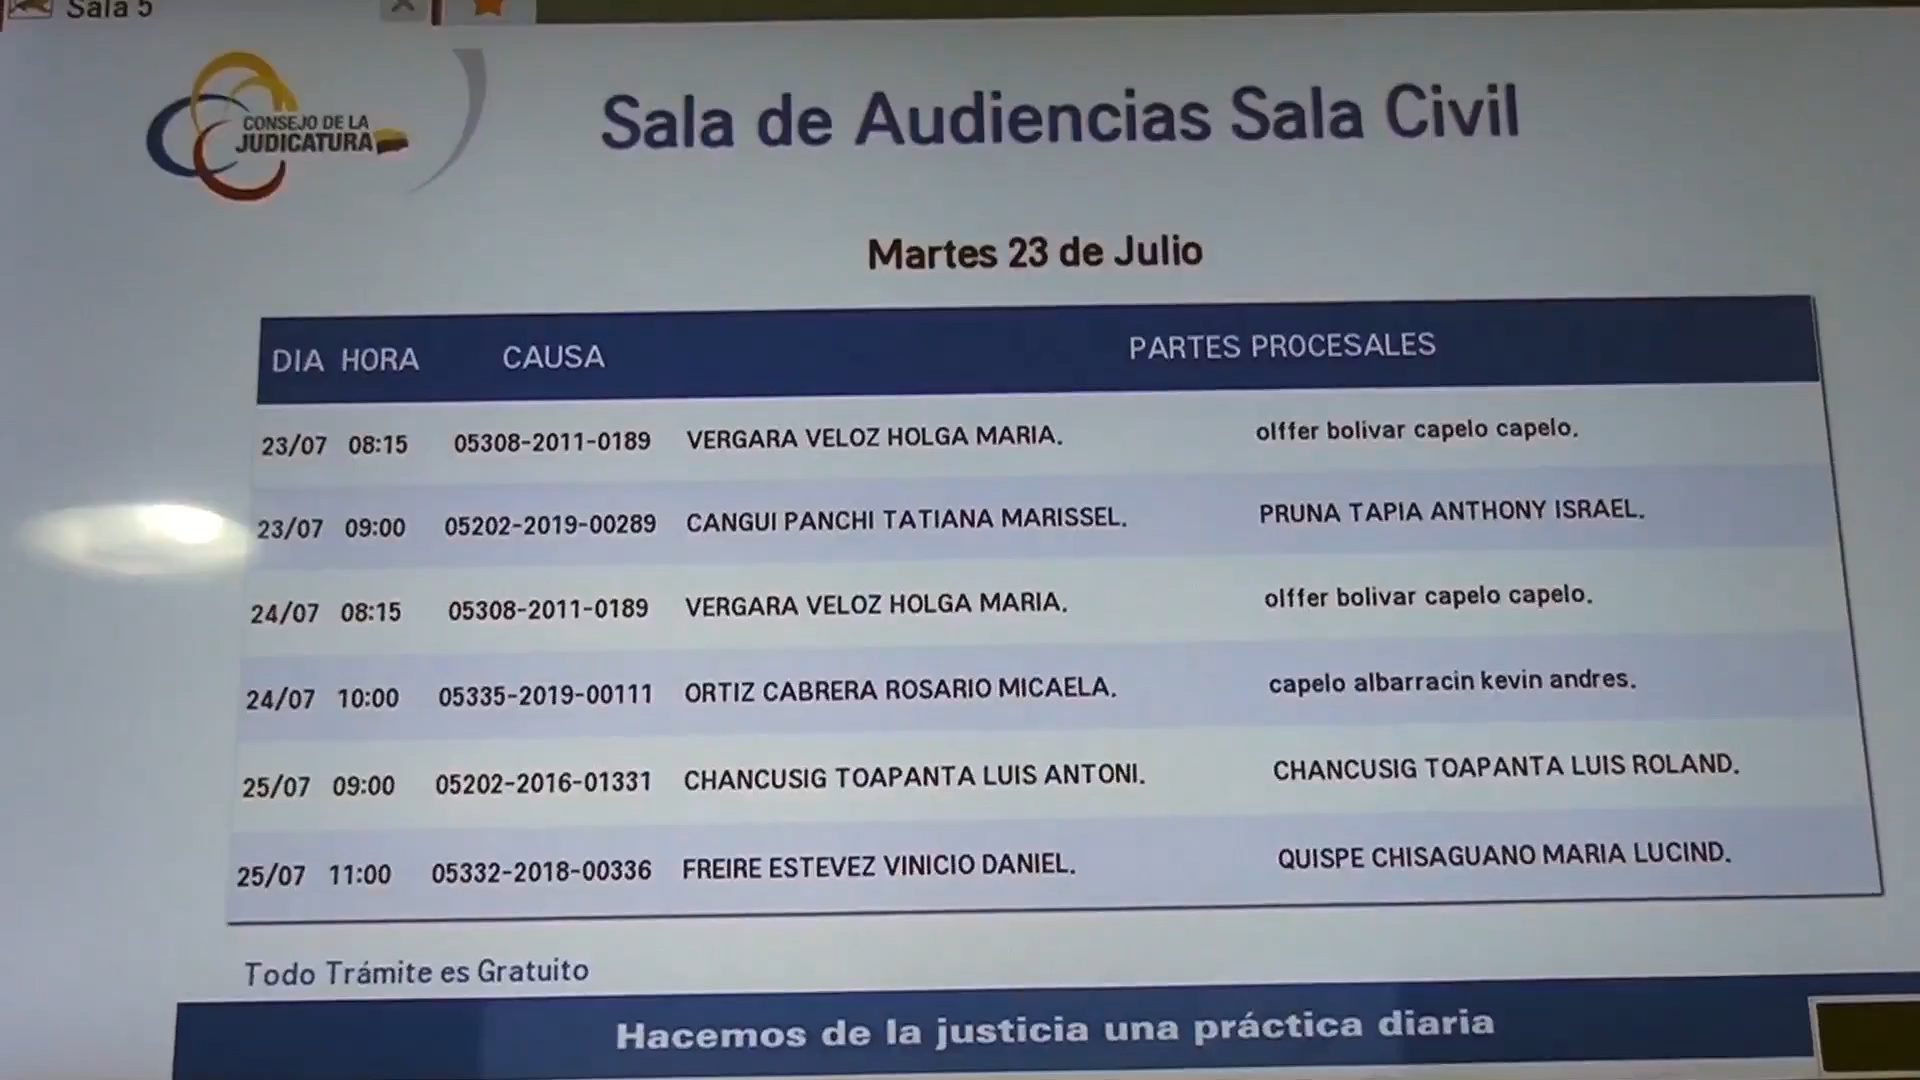 Sala 5
CONSEJO DE LA
JUDICATURA
Sala de Audiencias Sala Civil
Martes 23 de Julio
DIA HORA CAUSA PARTES PROCESALES
23/07 08:15 05308-2011-0189 VERGARA VELOZ HOLGA MARIA. olffer bolivar capelo capelo.
23/07 09:00 05202-2019-00289 CANGUI PANCHI TATIANA MARISSEL. PRUNA TAPIA ANTHONY ISRAEL.
24/07 08:15 05308-2011-0189 VERGARA VELOZ HOLGA MARIA. olffer bolivar capelo capelo.
24/07 10:00 05335-2019-00111 ORTIZ CABRERA ROSARIO MICAELA. capelo albarracin kevin andres.
25/07 09:00 05202-2016-01331 CHANCUSIG TOAPANTA LUIS ANTONI. CHANCUSIG TOAPANTA LUIS ROLAND.
25/07 11:00 05332-2018-00336 FREIRE ESTEVEZ VINICIO DANIEL. QUISPE CHISAGUANO MARIA LUCIND.
Todo Trámite es Gratuito
Hacemos de la justicia una práctica diaria